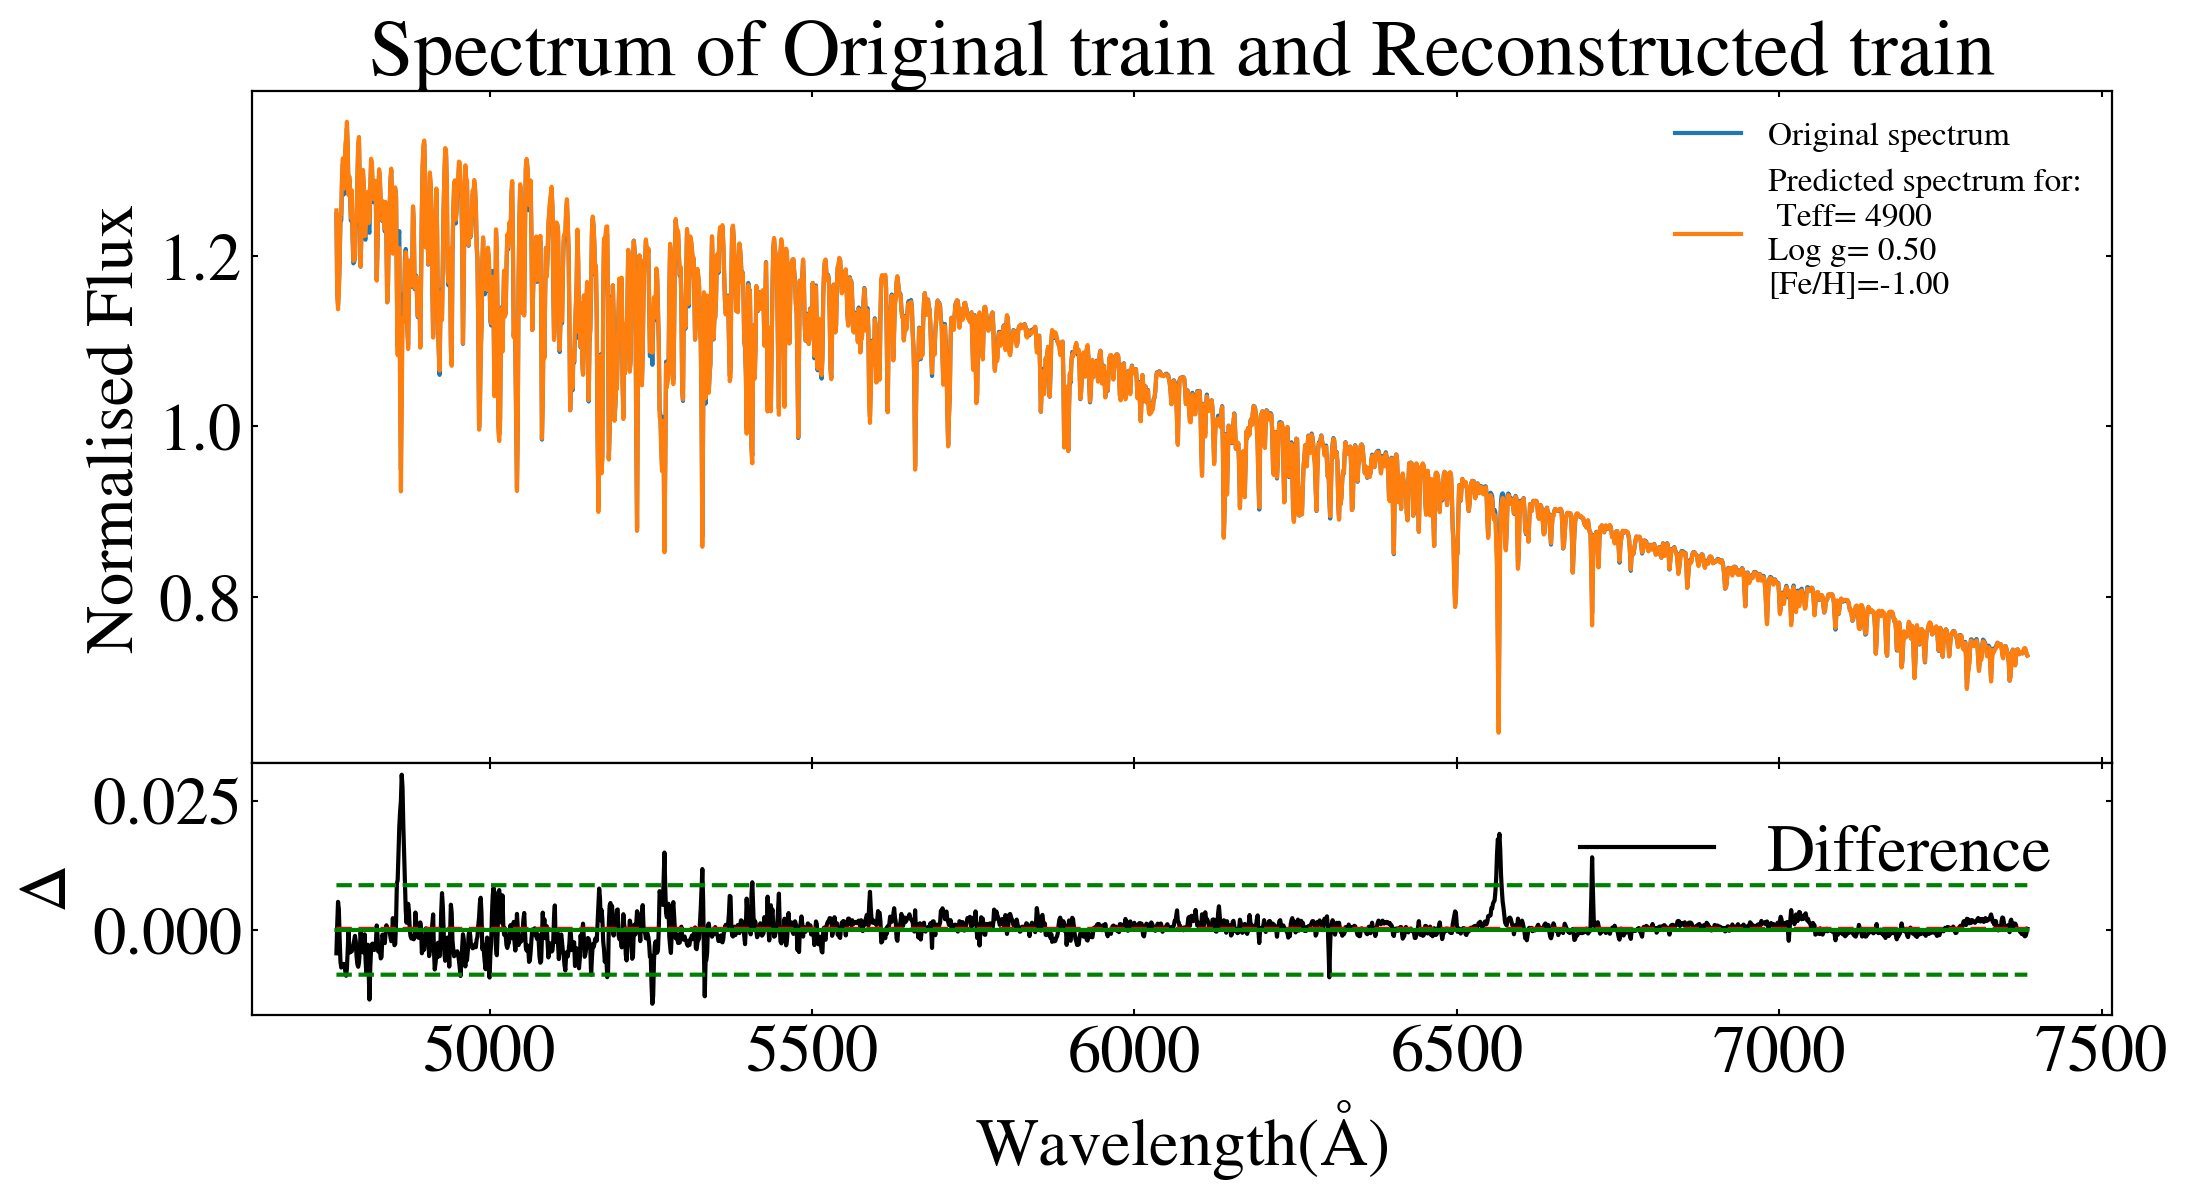 Spectrum of Original train and Reconstructed train
Original spectrum
Predicted spectrum for:
Teff= 4900
Log g= 0.50
[Fe/H]=-1.00
Normalised Flux
1.2
1.0
0.8
Δ
0.025
0.000
Difference
5000 5500 6000 6500 7000 7500
Wavelength(Å)